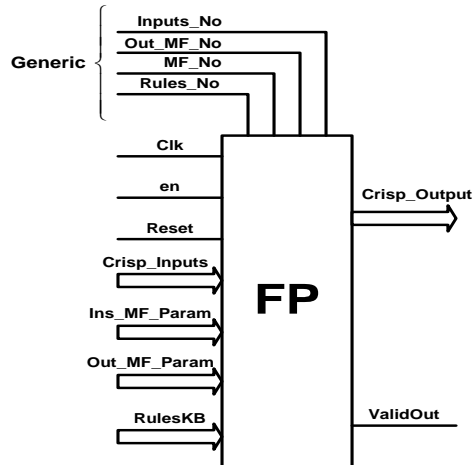 Inputs_No
Out_MF_No
Generic
MF_No
Rules_No
Clk
en
Crisp_Output
Reset
Crisp_Inputs
FP
Ins_MF_Param
Out_MF_Param
RulesKB
ValidOut